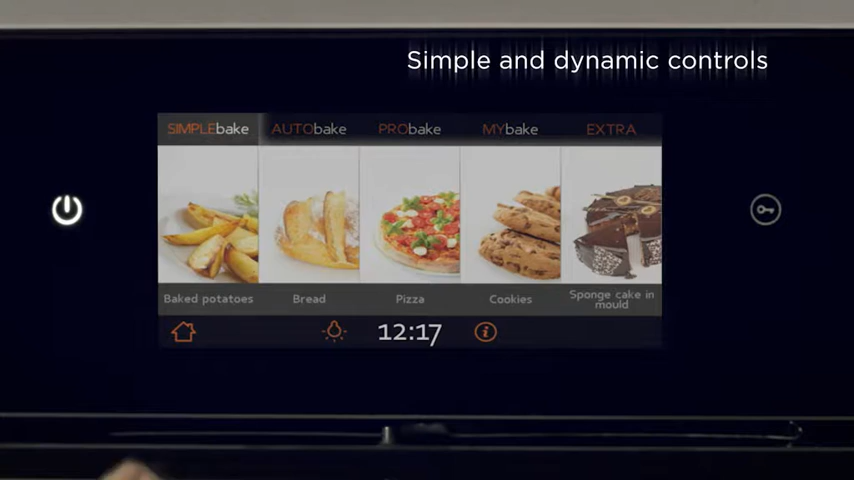 Simple and dynamic controls
SIMPLEbake AUTObake PRObake MYbake EXTRA
Baked potatoes Bread Pizza Cookies Sponge cake in mould
12:17